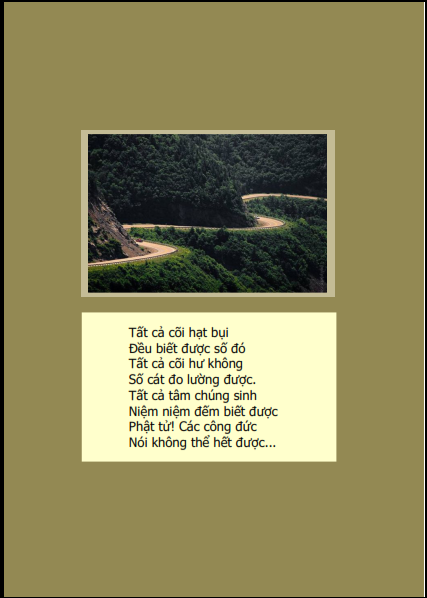 Tất cả cõi hạt bụi
Đều biết được số đó
Tất cả cõi hư không
Số cát đo lường được.
Tất cả tâm chúng sinh
Niệm niệm đếm biết được
Phật tử! Các công đức
Nói không thể hết được...